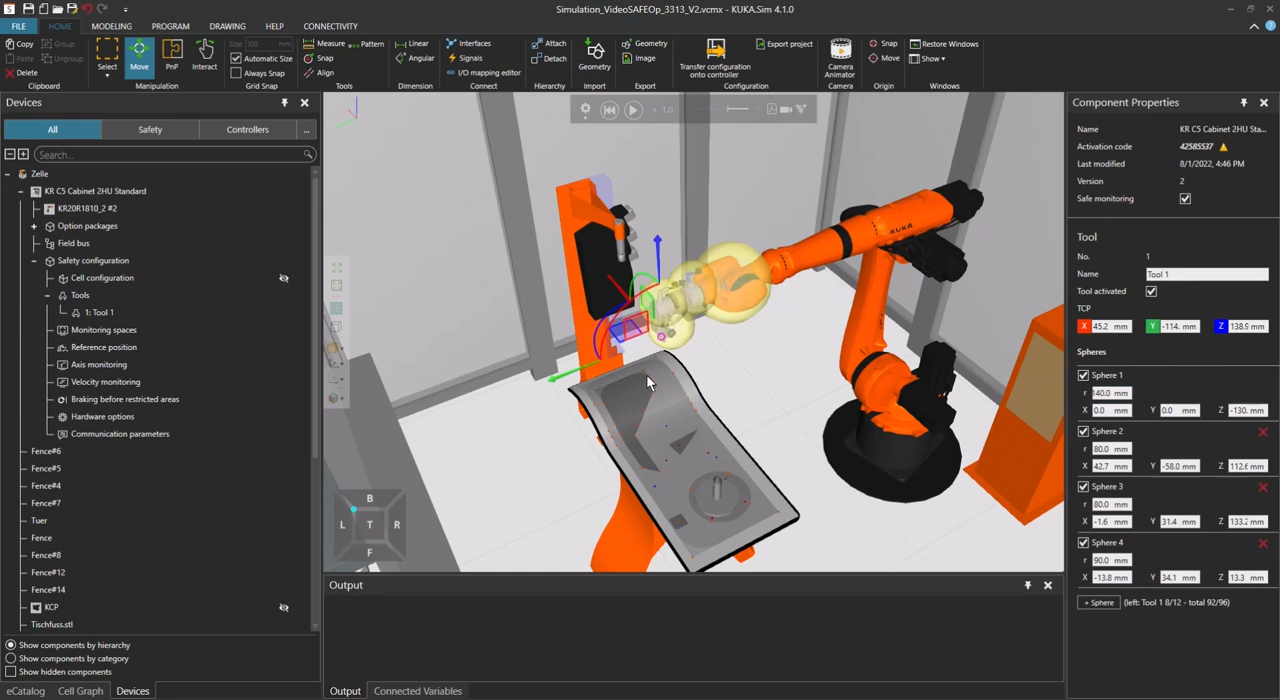 Simulation_VideoSAFEOp_3313_V2.vcmx - KUKA.Sim 4.1.0
FILE HOME MODELING PROGRAM DRAWING HELP CONNECTIVITY
Copy Group
Paste Ungroup
Delete
Clipboard
Select Move PnP Interact
Manipulation
Size 100 mm
Automatic Size
Always Snap
Grid Snap
Measure Pattern
Snap
Align
Tools
Linear
Angular
Dimension
Interfaces
Signals
I/O mapping editor
Connect
Attach
Detach
Hierarchy
Geometry
Import
Geometry
Image
Export
Transfer configuration onto controller
Export project
Configuration
Camera Animator
Camera
Snap
Move
Origin
Restore Windows
Show
Windows
Devices
All Safety Controllers ...
Search...
Zelle
KR C5 Cabinet 2HU Standard
KR20R1810_2 #2
Option packages
Field bus
Safety configuration
Cell configuration
Tools
1: Tool 1
Monitoring spaces
Reference position
Axis monitoring
Velocity monitoring
Braking before restricted areas
Hardware options
Communication parameters
Fence#6
Fence#5
Fence#4
Fence#7
Tuer
Fence
Fence#8
Fence#12
Fence#14
KCP
Tischfuss.stl
Show components by hierarchy
Show components by category
Show hidden components
eCatalog Cell Graph Devices
x 1.0
KUKA
B
L T R
F
Output
Output Connected Variables
Component Properties
Name KR C5 Cabinet 2HU Sta...
Activation code 42585537
Last modified 8/1/2022, 4:46 PM
Version 2
Safe monitoring
Tool
No. 1
Name Tool 1
Tool activated
TCP
X 45.2 mm Y -114. mm Z 138.9 mm
Spheres
Sphere 1
r 140.0 mm
X 0.0 mm Y 0.0 mm Z -130. mm
Sphere 2
r 80.0 mm
X 42.7 mm Y -58.0 mm Z 112.6 mm
Sphere 3
r 80.0 mm
X -1.6 mm Y 31.4 mm Z 133.2 mm
Sphere 4
r 90.0 mm
X -13.8 mm Y 34.1 mm Z 13.3 mm
+ Sphere (left: Tool 1 8/12 - total 92/96)